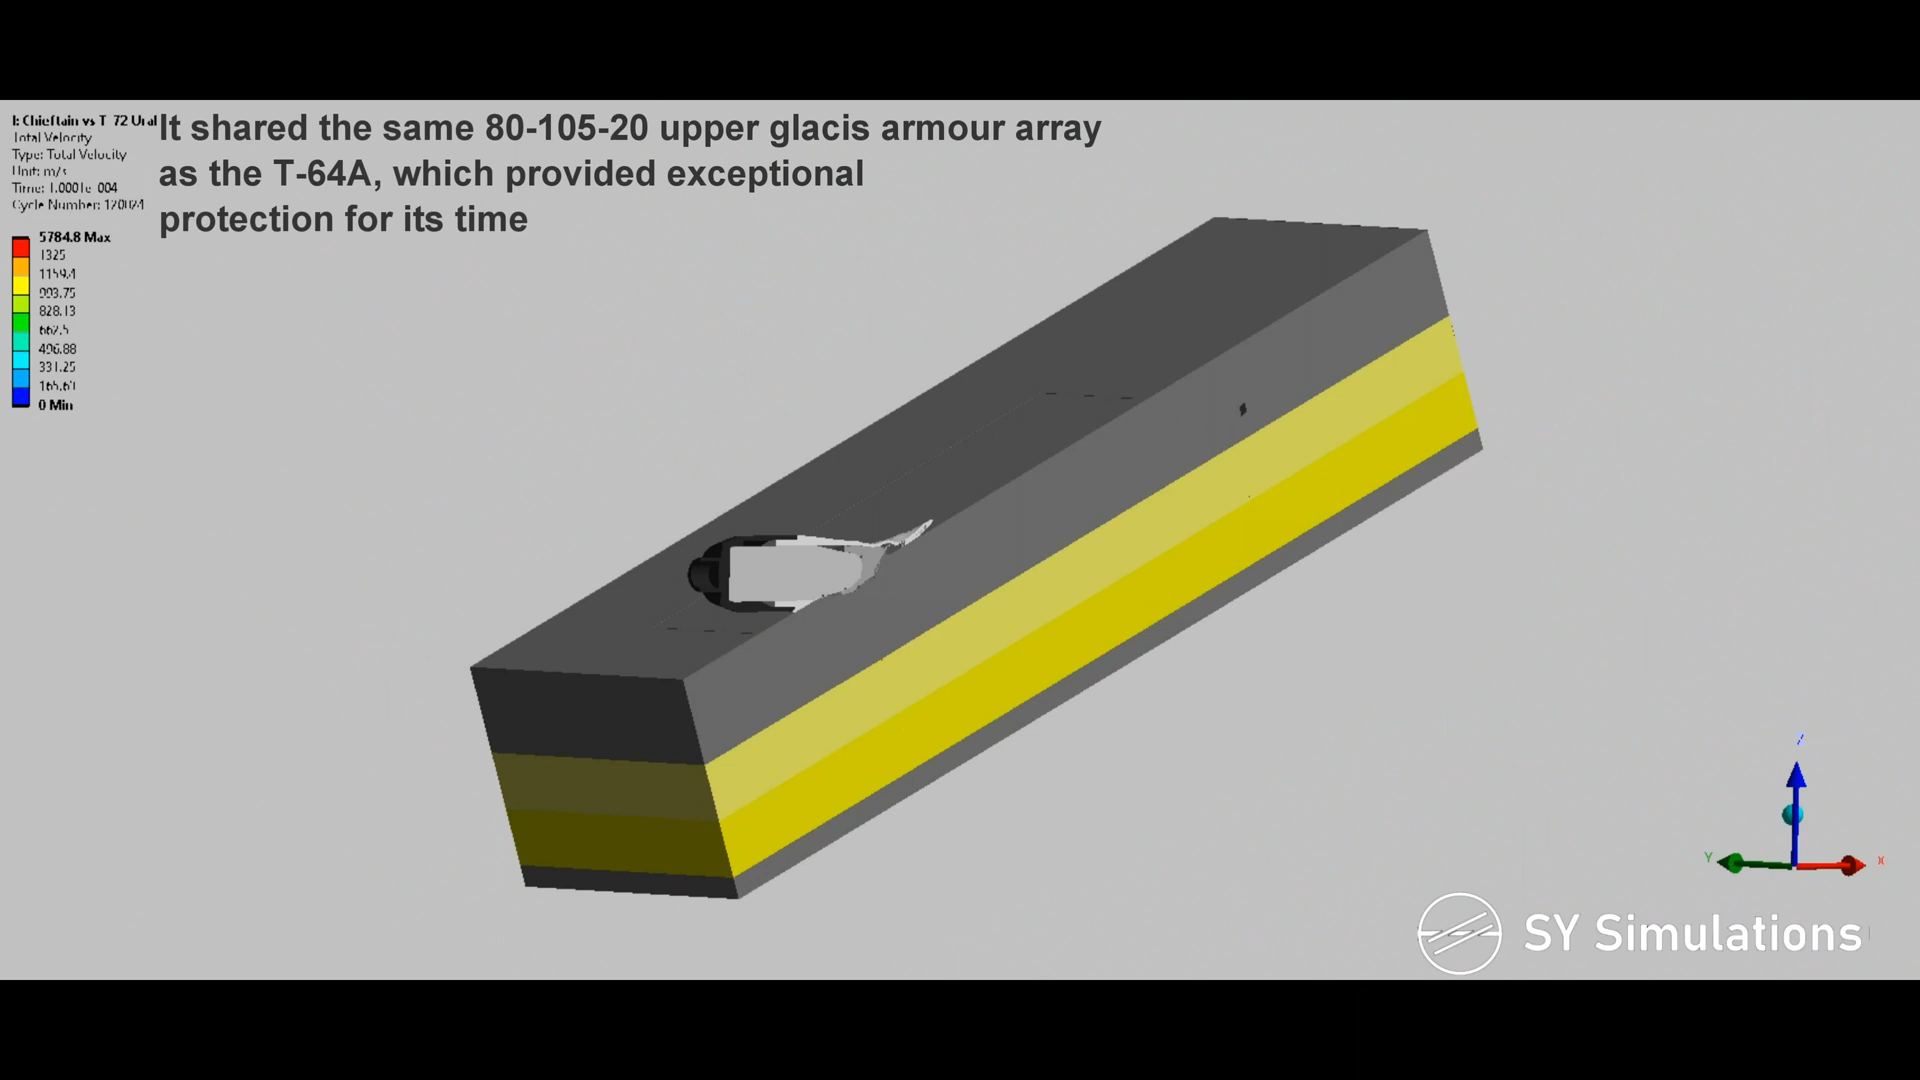 I: Chieftain vs T-72 Ural
Total Velocity
Type: Total Velocity
Unit: m/s
Time: 1.0001e-004
Cycle Number: 120024
It shared the same 80-105-20 upper glacis armour array
as the T-64A, which provided exceptional
protection for its time
5784.8 Max
1325
1159.4
993.75
828.13
662.5
496.88
331.25
165.63
0 Min
Z
Y
X
SY Simulations